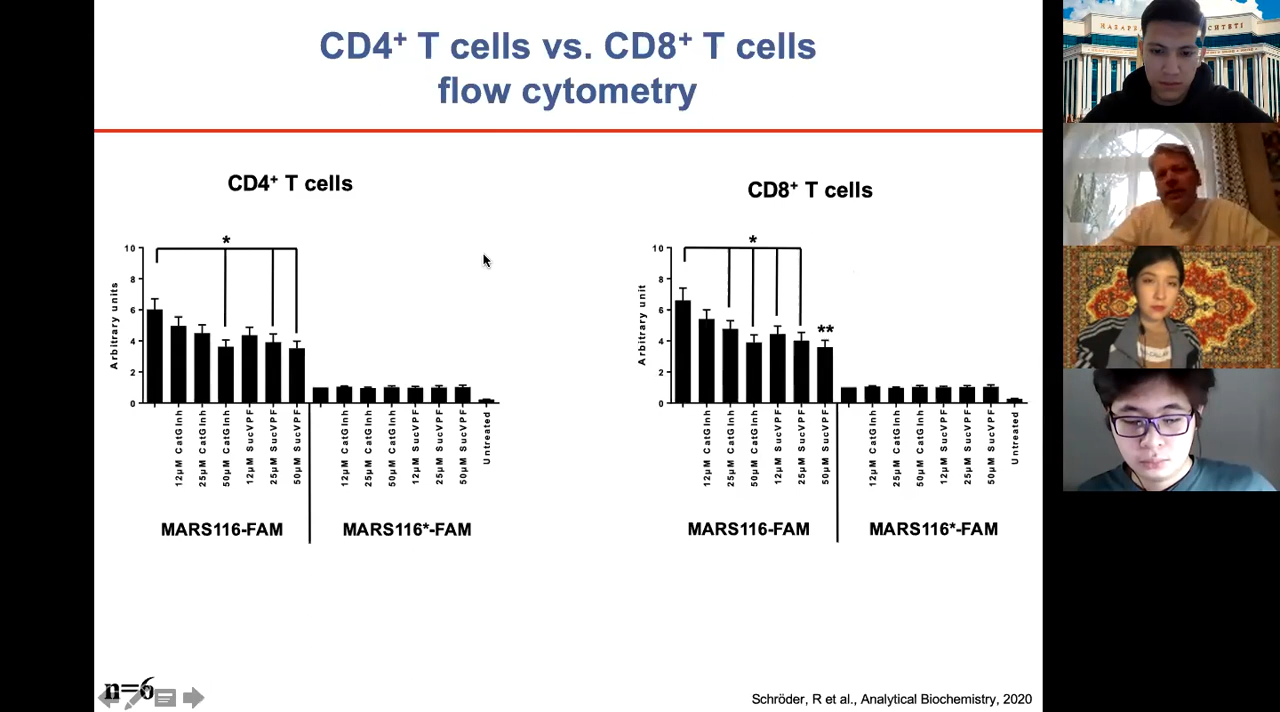 CD4+ T cells vs. CD8+ T cells
flow cytometry
CD4+ T cells
*
10
8
6
4
2
0
Arbitrary units
12µM CatGInh
25µM CatGInh
50µM CatGInh
12µM SucVPF
25µM SucVPF
50µM SucVPF
12µM CatGInh
25µM CatGInh
50µM CatGInh
12µM SucVPF
25µM SucVPF
50µM SucVPF
Untreated
MARS116-FAM
MARS116*-FAM
CD8+ T cells
*
**
10
8
6
4
2
0
Arbitrary unit
12µM CatGInh
25µM CatGInh
50µM CatGInh
12µM SucVPF
25µM SucVPF
50µM SucVPF
12µM CatGInh
25µM CatGInh
50µM CatGInh
12µM SucVPF
25µM SucVPF
50µM SucVPF
Untreated
MARS116-FAM
MARS116*-FAM
n=6
Schröder, R et al., Analytical Biochemistry, 2020